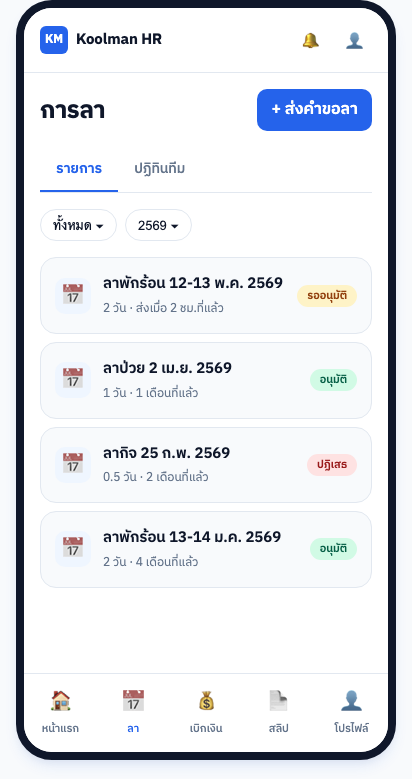 KM Koolman HR
การลา
+ ส่งคำขอลา
รายการ ปฏิทินทีม
ทั้งหมด 2569
ลาพักร้อน 12-13 พ.ค. 2569
2 วัน · ส่งเมื่อ 2 ชม.ที่แล้ว
รออนุมัติ
ลาป่วย 2 เม.ย. 2569
1 วัน · 1 เดือนที่แล้ว
อนุมัติ
ลากิจ 25 ก.พ. 2569
0.5 วัน · 2 เดือนที่แล้ว
ปฏิเสธ
ลาพักร้อน 13-14 ม.ค. 2569
2 วัน · 4 เดือนที่แล้ว
อนุมัติ
หน้าแรก ลา เบิกเงิน สลิป โปรไฟล์